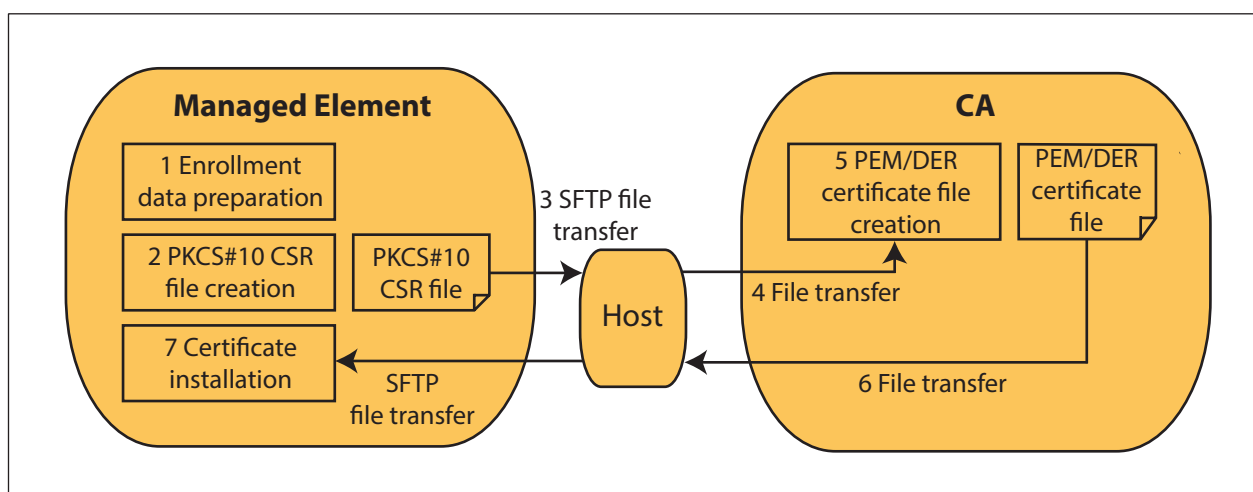 Managed Element
1 Enrollment
data preparation
2 PKCS#10 CSR
file creation
PKCS#10
CSR file
7 Certificate
installation
3 SFTP file
transfer
Host
SFTP
file transfer
CA
5 PEM/DER
certificate file
creation
PEM/DER
certificate
file
4 File transfer
6 File transfer